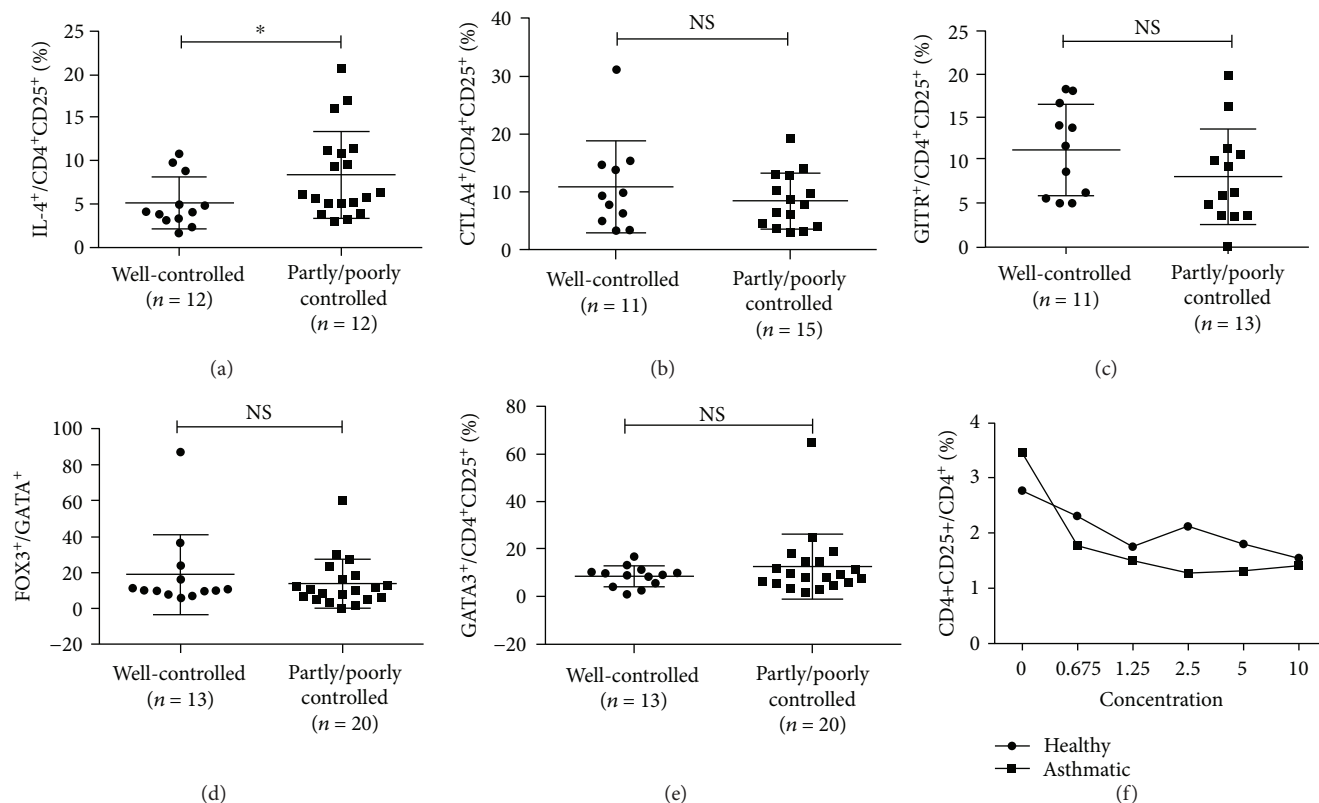 IL-4⁺/CD4⁺CD25⁺ (%)
25
20
15
10
5
0
*
Well-controlled
(n = 12)
Partly/poorly
controlled
(n = 12)
(a)
CTLA4⁺/CD4⁺CD25⁺ (%)
40
30
20
10
0
NS
Well-controlled
(n = 11)
Partly/poorly
controlled
(n = 15)
(b)
GITR⁺/CD4⁺CD25⁺ (%)
25
20
15
10
5
0
NS
Well-controlled
(n = 11)
Partly/poorly
controlled
(n = 13)
(c)
FOX3⁺/GATA⁺
100
80
60
40
20
0
−20
NS
Well-controlled
(n = 13)
Partly/poorly
controlled
(n = 20)
(d)
GATA3⁺/CD4⁺CD25⁺ (%)
80
60
40
20
0
−20
NS
Well-controlled
(n = 13)
Partly/poorly
controlled
(n = 20)
(e)
CD4+CD25+/CD4⁺ (%)
4
3
2
1
0
0 0.675 1.25 2.5 5 10
Concentration
Healthy
Asthmatic
(f)